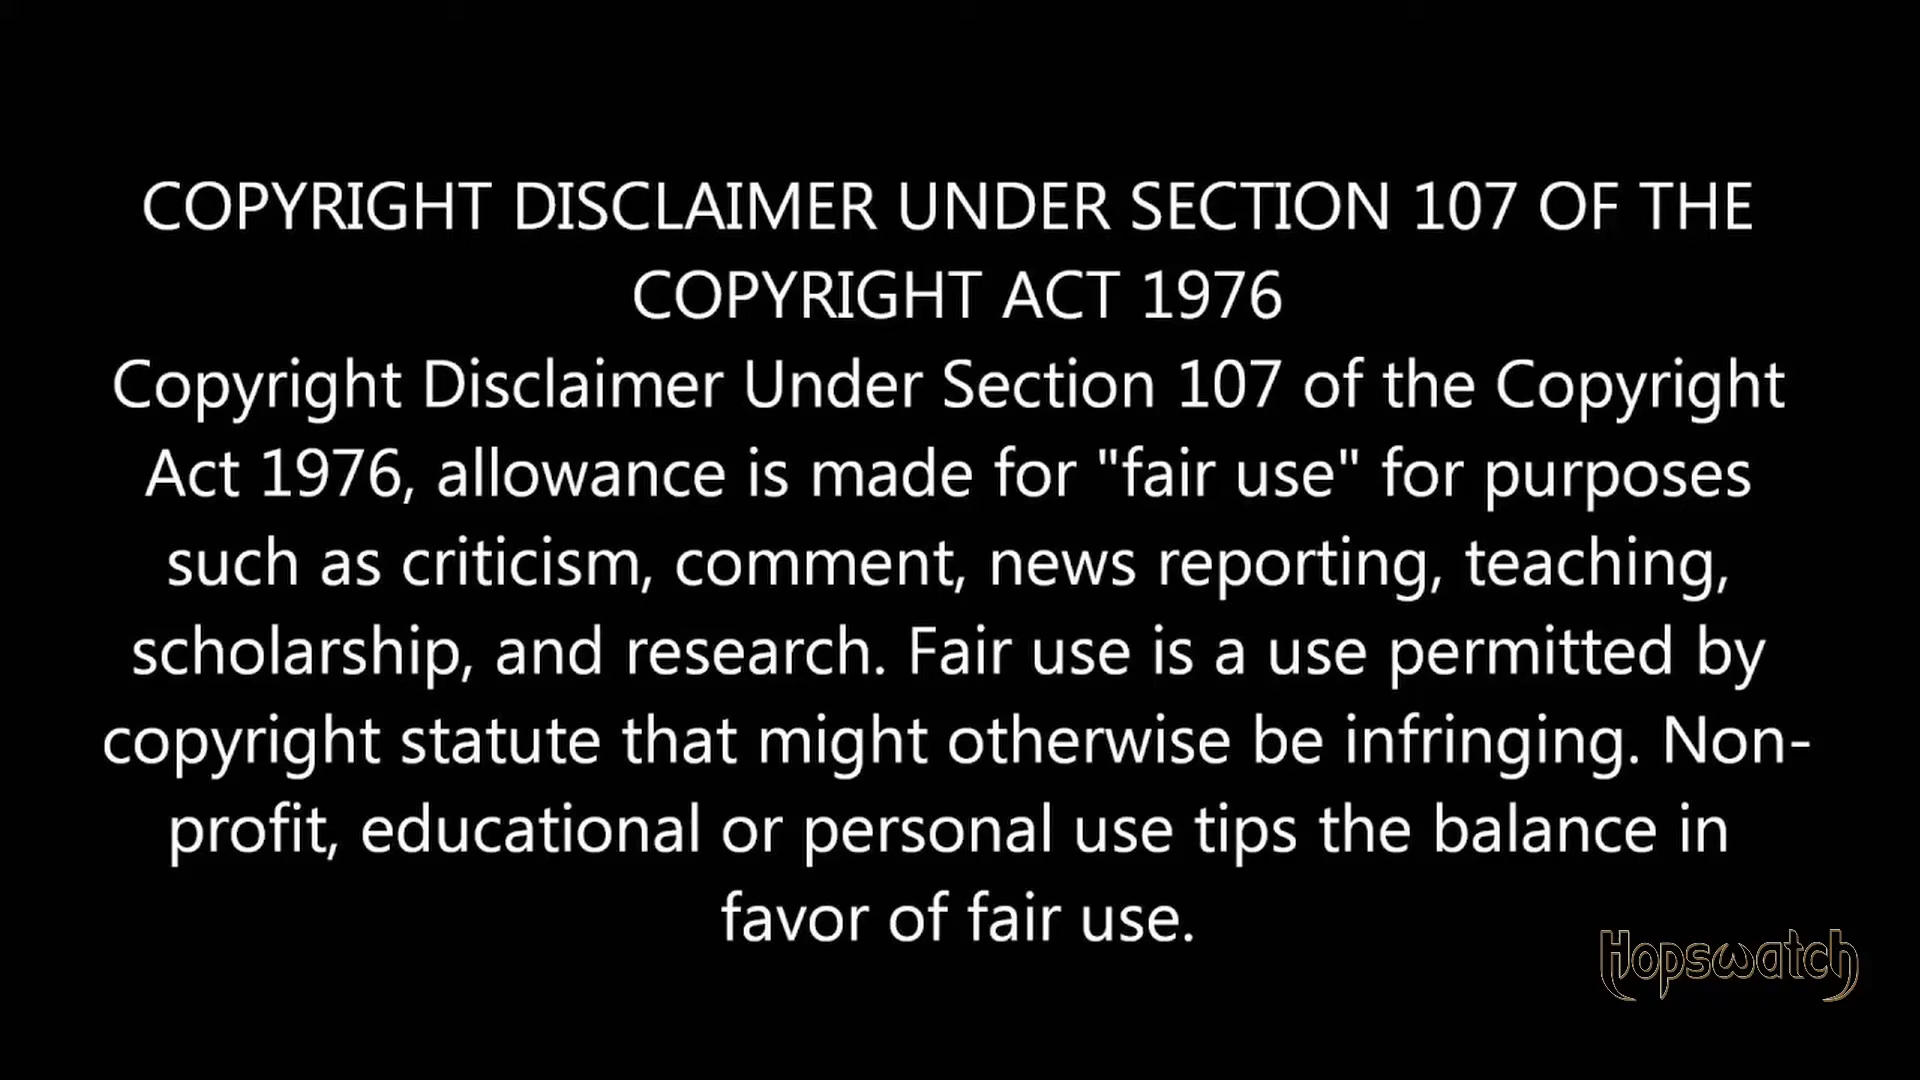 COPYRIGHT DISCLAIMER UNDER SECTION 107 OF THE
COPYRIGHT ACT 1976
Copyright Disclaimer Under Section 107 of the Copyright
Act 1976, allowance is made for "fair use" for purposes
such as criticism, comment, news reporting, teaching,
scholarship, and research. Fair use is a use permitted by
copyright statute that might otherwise be infringing. Non-
profit, educational or personal use tips the balance in
favor of fair use.
Hopswatch